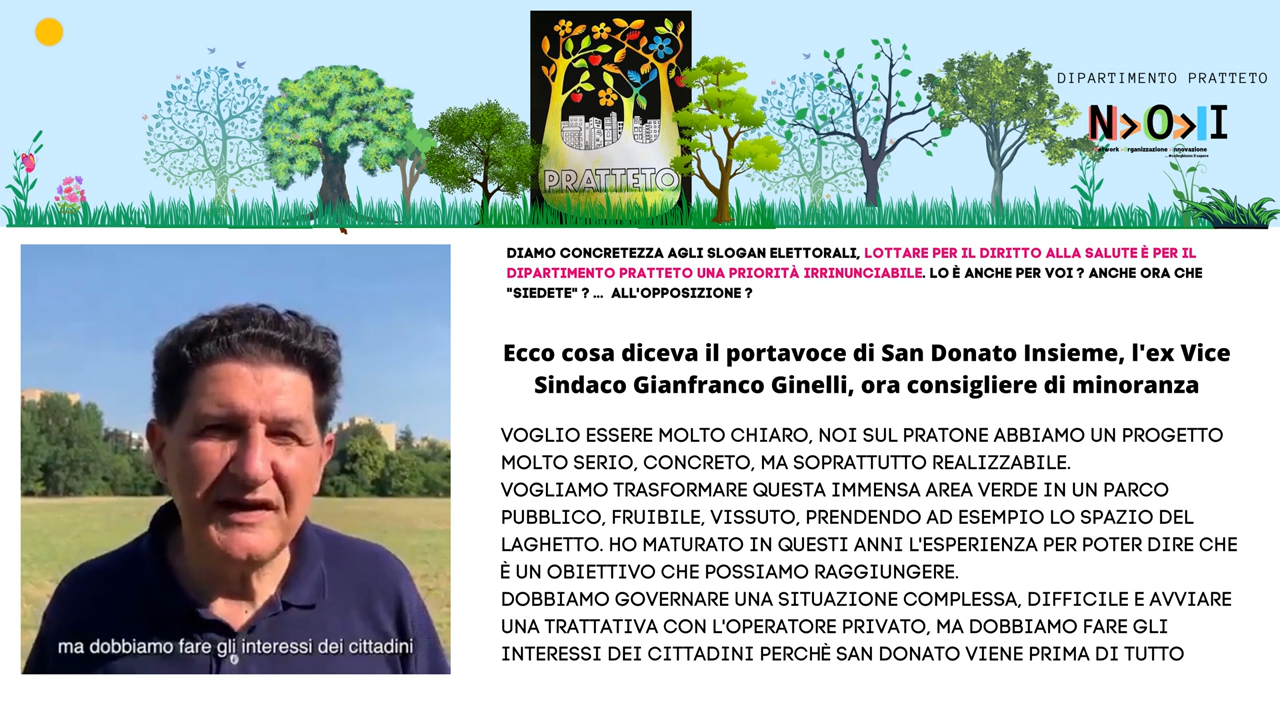 PRATTETO
DIPARTIMENTO PRATTETO
N>O>I
Network Organizzazione Innovazione
DIAMO CONCRETEZZA AGLI SLOGAN ELETTORALI, LOTTARE PER IL DIRITTO ALLA SALUTE È PER IL
DIPARTIMENTO PRATTETO UNA PRIORITÀ IRRINUNCIABILE. LO È ANCHE PER VOI ? ANCHE ORA CHE
"SIEDETE" ? ... ALL'OPPOSIZIONE ?
Ecco cosa diceva il portavoce di San Donato Insieme, l'ex Vice
Sindaco Gianfranco Ginelli, ora consigliere di minoranza
VOGLIO ESSERE MOLTO CHIARO, NOI SUL PRATONE ABBIAMO UN PROGETTO
MOLTO SERIO, CONCRETO, MA SOPRATTUTTO REALIZZABILE.
VOGLIAMO TRASFORMARE QUESTA IMMENSA AREA VERDE IN UN PARCO
PUBBLICO, FRUIBILE, VISSUTO, PRENDENDO AD ESEMPIO LO SPAZIO DEL
LAGHETTO. HO MATURATO IN QUESTI ANNI L'ESPERIENZA PER POTER DIRE CHE
È UN OBIETTIVO CHE POSSIAMO RAGGIUNGERE.
DOBBIAMO GOVERNARE UNA SITUAZIONE COMPLESSA, DIFFICILE E AVVIARE
UNA TRATTATIVA CON L'OPERATORE PRIVATO, MA DOBBIAMO FARE GLI
INTERESSI DEI CITTADINI PERCHÈ SAN DONATO VIENE PRIMA DI TUTTO
ma dobbiamo fare gli interessi dei cittadini